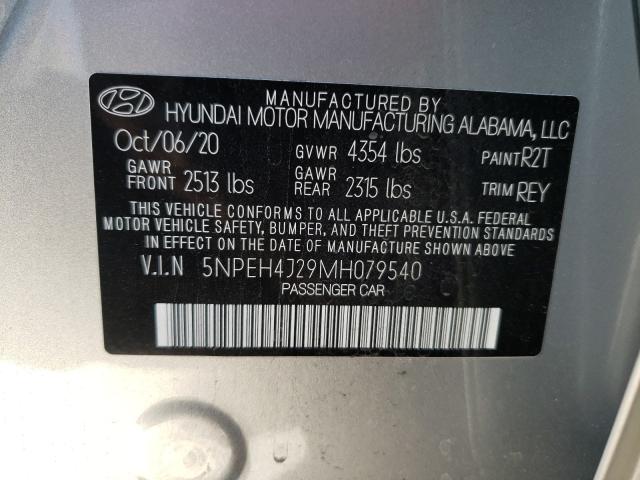 MANUFACTURED BY
HYUNDAI MOTOR MANUFACTURING ALABAMA, LLC
Oct/06/20 GVWR 4354 lbs PAINT R2T
GAWR FRONT 2513 lbs GAWR REAR 2315 lbs TRIM REY
THIS VEHICLE CONFORMS TO ALL APPLICABLE U.S.A. FEDERAL
MOTOR VEHICLE SAFETY, BUMPER, AND THEFT PREVENTION STANDARDS
IN EFFECT ON THE DATE OF MANUFACTURE SHOWN ABOVE.
V.I.N 5NPEH4J29MH079540
PASSENGER CAR